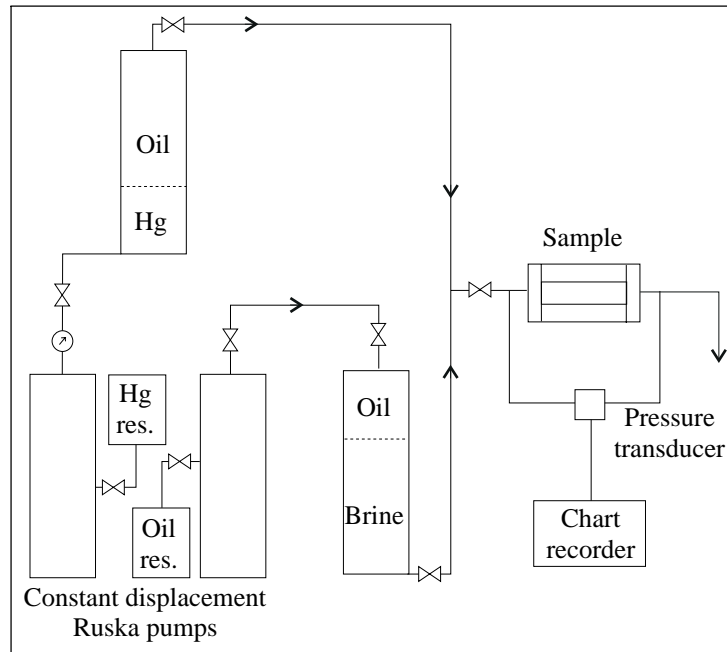 Oil
Hg
Sample
Hg
res.
Oil
Oil
res.
Brine
Pressure
transducer
Chart
recorder
Constant displacement
Ruska pumps